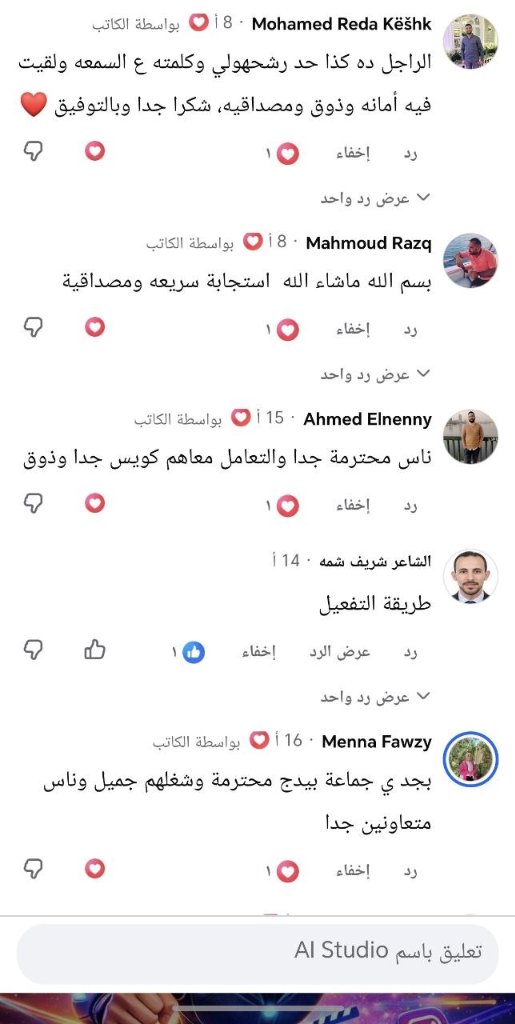 Mohamed Reda Këšhk · 8 أ بواسطة الكاتب
الراجل ده كذا حد رشحهولي وكلمته ع السمعه ولقيت
فيه أمانه وذوق ومصداقيه، شكرا جدا وبالتوفيق ❤️
رد إخفاء ١
عرض رد واحد
Mahmoud Razq · 8 أ بواسطة الكاتب
بسم الله ماشاء الله استجابة سريعه ومصداقية
رد إخفاء ١
عرض رد واحد
Ahmed Elnenny · 15 أ بواسطة الكاتب
ناس محترمة جدا والتعامل معاهم كويس جدا وذوق
رد إخفاء ١
الشاعر شريف شمه · 14 أ
طريقة التفعيل
رد عرض الرد إخفاء ١
عرض رد واحد
Menna Fawzy · 16 أ بواسطة الكاتب
بجد ي جماعة بيدج محترمة وشغلهم جميل وناس
متعاونين جدا
رد إخفاء ١
تعليق باسم AI Studio